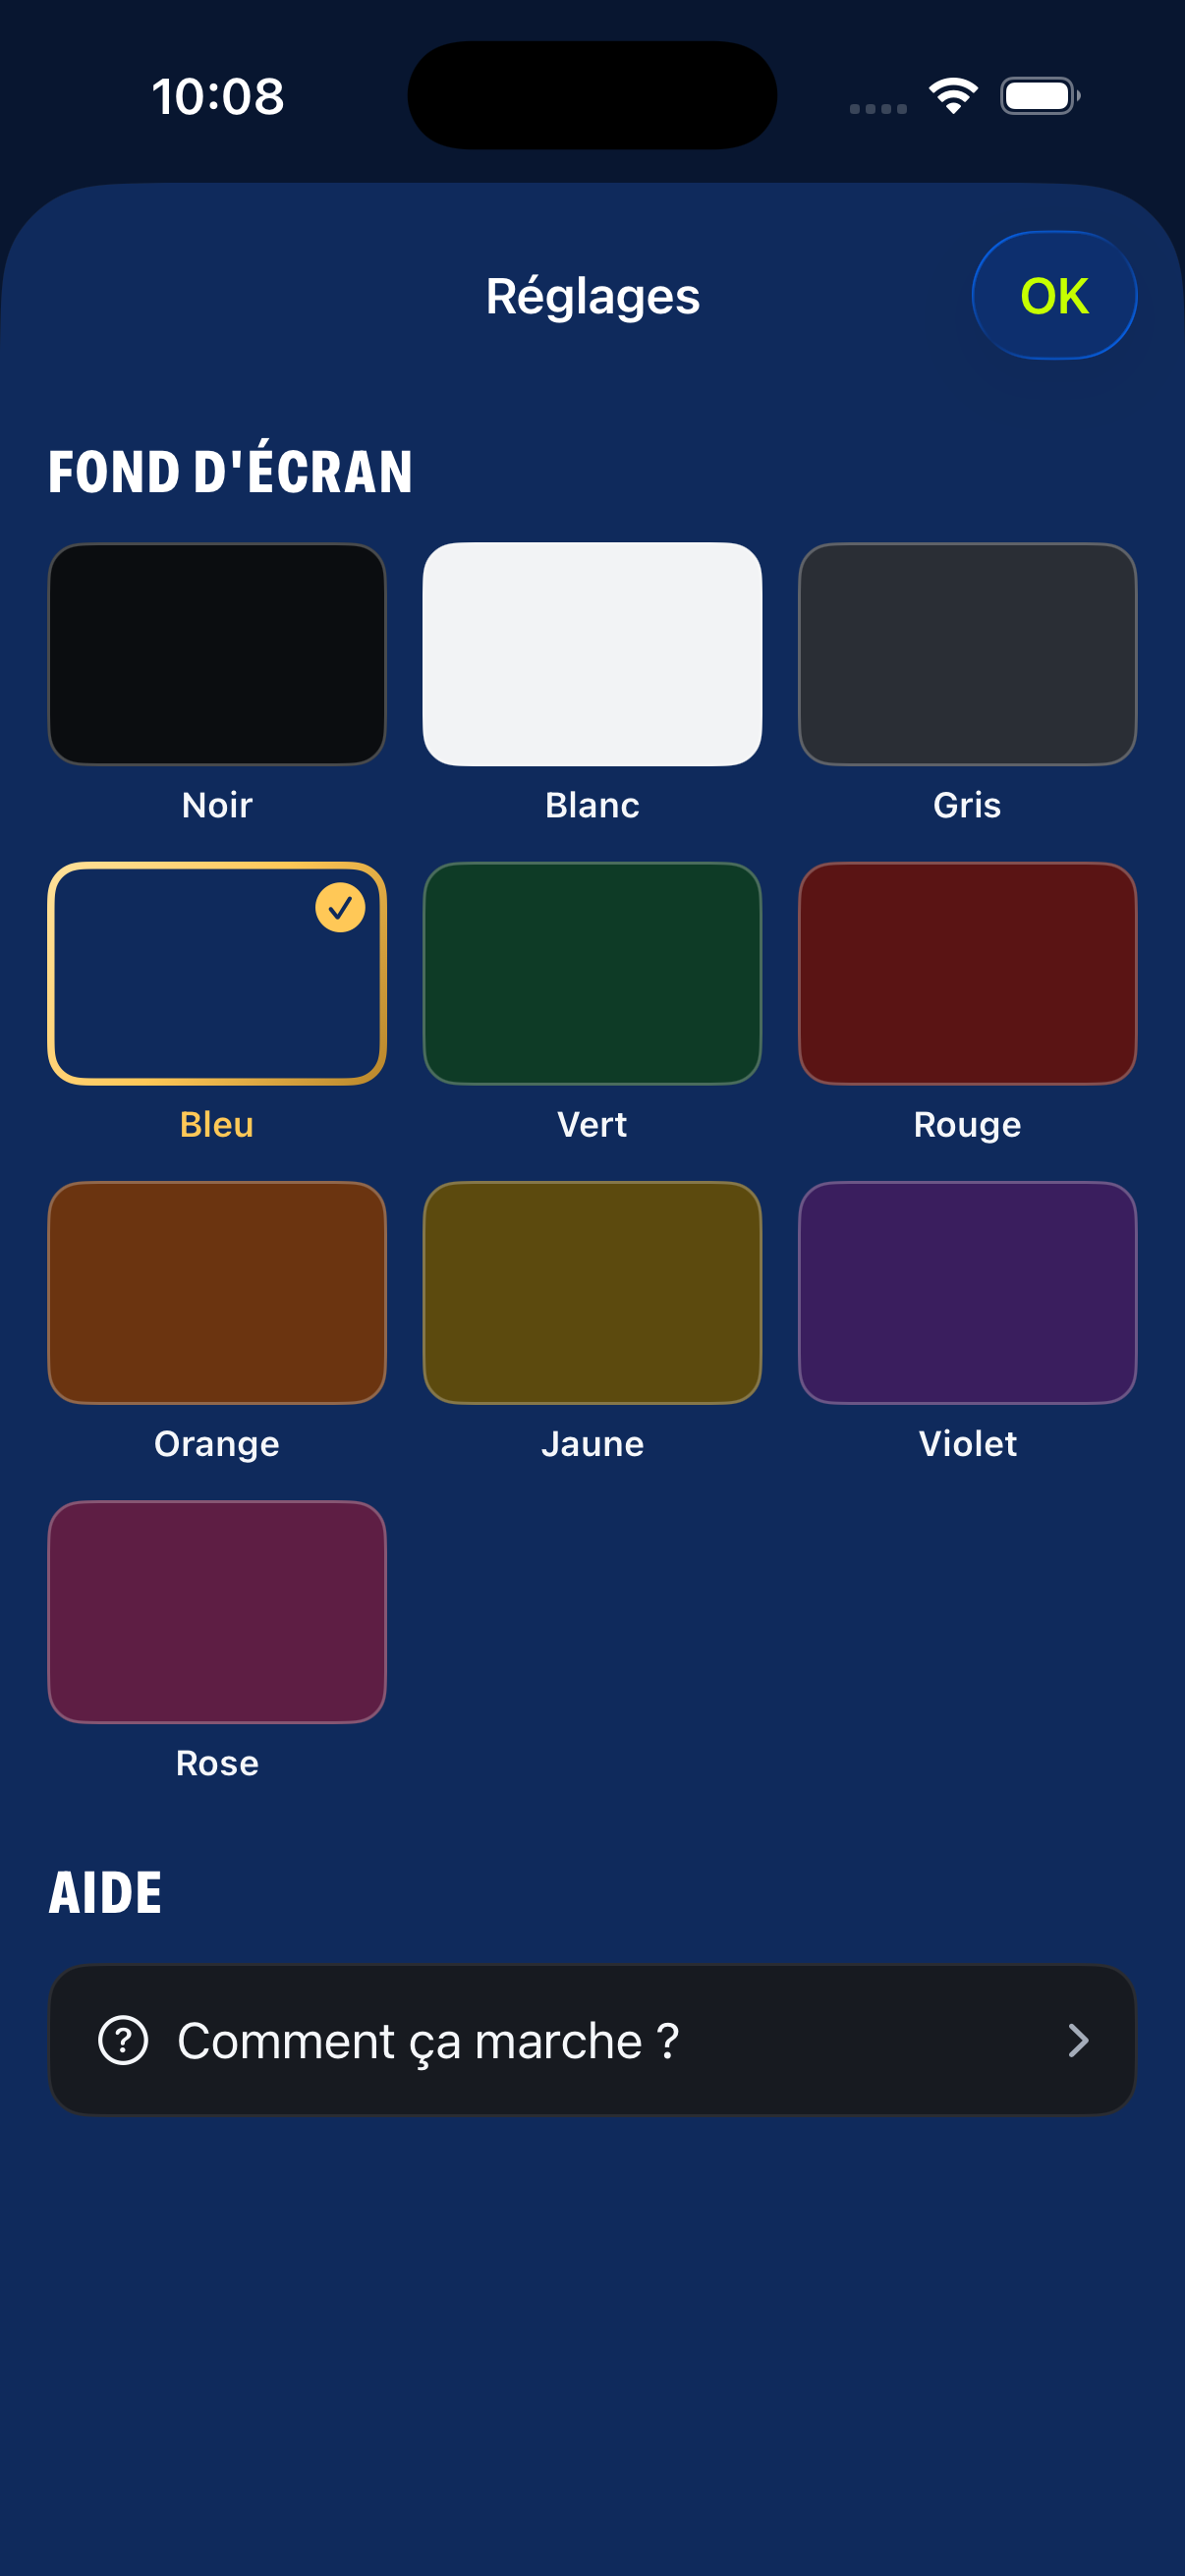 10:08
Réglages
OK
FOND D'ÉCRAN
Noir
Blanc
Gris
Bleu
Vert
Rouge
Orange
Jaune
Violet
Rose
AIDE
Comment ça marche ?